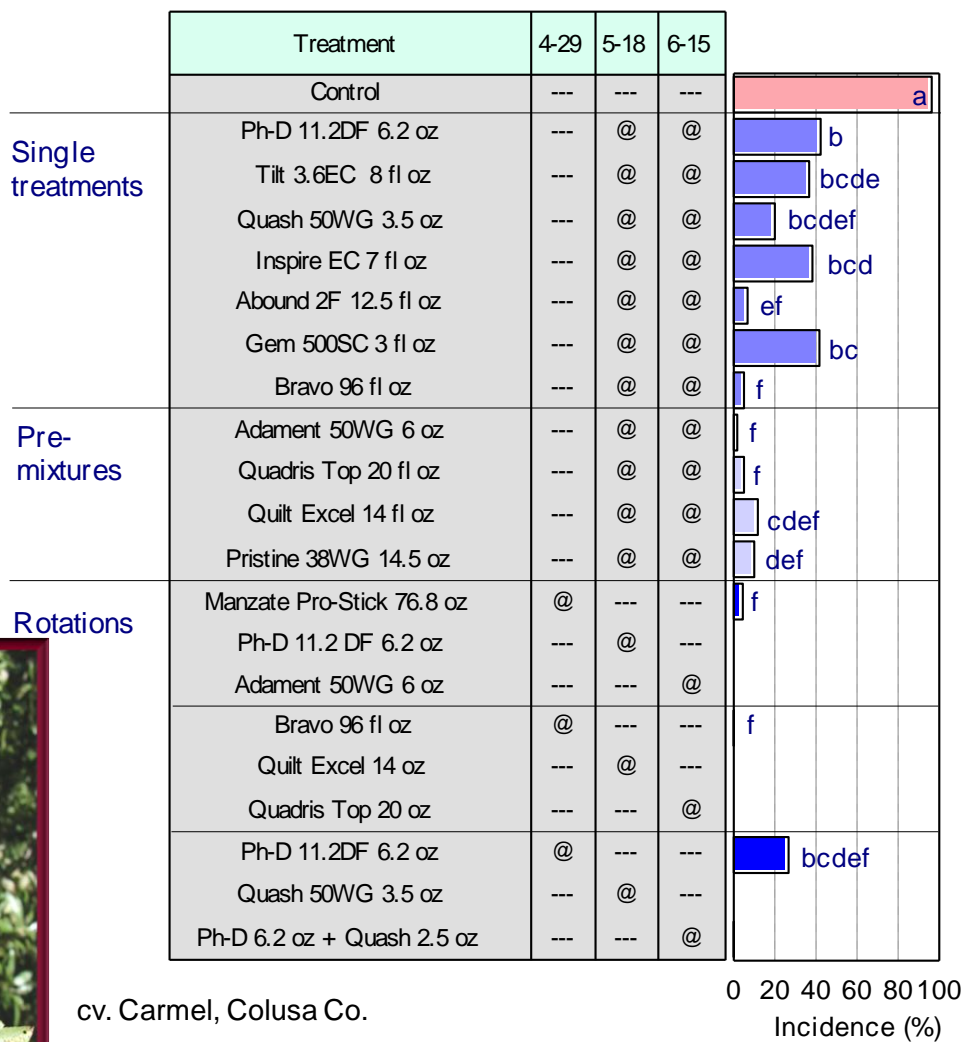 Treatment 4-29 5-18 6-15
Control --- --- --- a
Single treatments
Ph-D 11.2DF 6.2 oz --- @ @ b
Tilt 3.6EC 8 fl oz --- @ @ bcde
Quash 50WG 3.5 oz --- @ @ bcdef
Inspire EC 7 fl oz --- @ @ bcd
Abound 2F 12.5 fl oz --- @ @ ef
Gem 500SC 3 fl oz --- @ @ bc
Bravo 96 fl oz --- @ @ f
Pre-
mixtures
Adament 50WG 6 oz --- @ @ f
Quadris Top 20 fl oz --- @ @ f
Quilt Excel 14 fl oz --- @ @ cdef
Pristine 38WG 14.5 oz --- @ @ def
Rotations
Manzate Pro-Stick 76.8 oz @ --- --- f
Ph-D 11.2 DF 6.2 oz --- @ ---
Adament 50WG 6 oz --- --- @
Bravo 96 fl oz @ --- --- f
Quilt Excel 14 oz --- @ ---
Quadris Top 20 oz --- --- @
Ph-D 11.2DF 6.2 oz @ --- --- bcdef
Quash 50WG 3.5 oz --- @ ---
Ph-D 6.2 oz + Quash 2.5 oz --- --- @
0 20 40 60 80 100
Incidence (%)
cv. Carmel, Colusa Co.